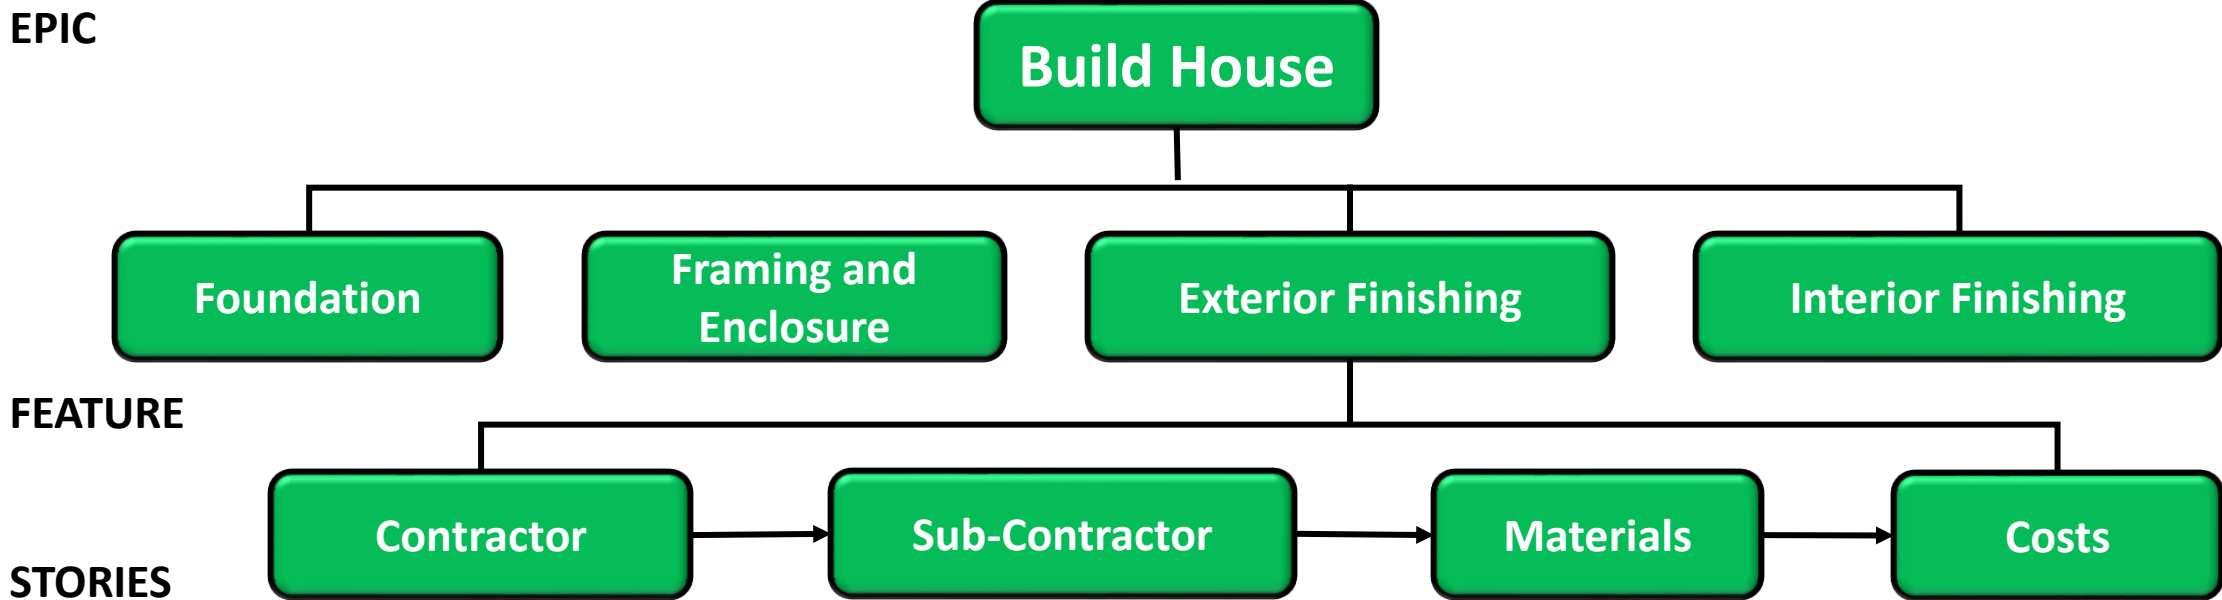 EPIC
Build House
Foundation
Framing and
Enclosure
Exterior Finishing
Interior Finishing
FEATURE
Contractor
Sub-Contractor
Materials
Costs
STORIES